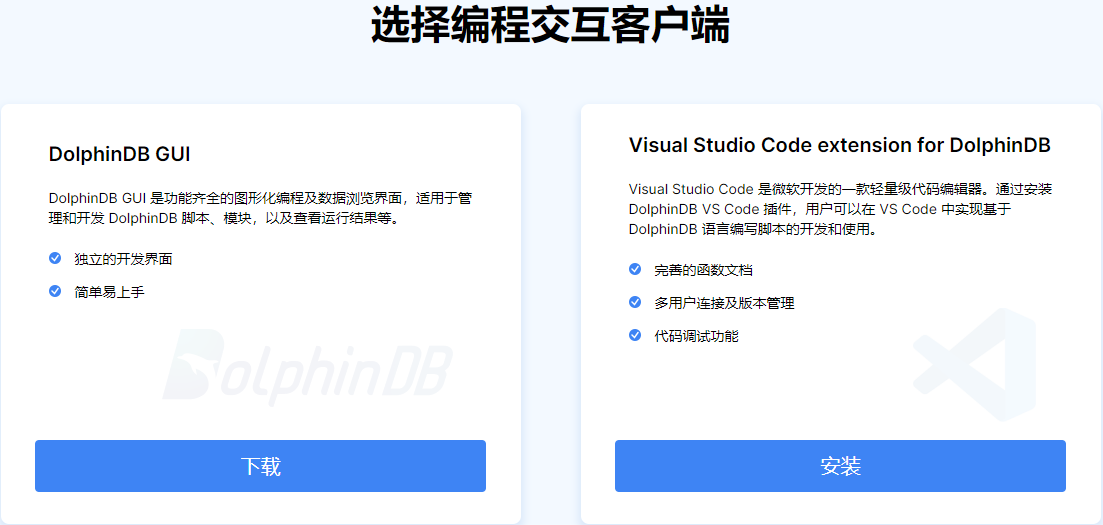 选择编程交互客户端
DolphinDB GUI
DolphinDB GUI 是功能齐全的图形化编程及数据浏览界面，适用于管
理和开发 DolphinDB 脚本、模块，以及查看运行结果等。
独立的开发界面
简单易上手
DolphinDB
下载
Visual Studio Code extension for DolphinDB
Visual Studio Code 是微软开发的一款轻量级代码编辑器。通过安装
DolphinDB VS Code 插件，用户可以在 VS Code 中实现基于
DolphinDB 语言编写脚本的开发和使用。
完善的函数文档
多用户连接及版本管理
代码调试功能
安装